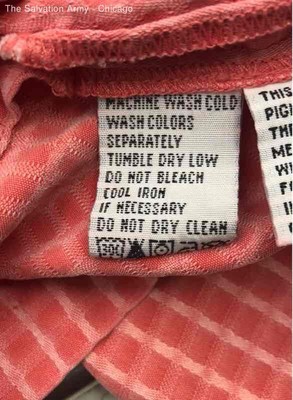 The Salvation Army - Chicago
MACHINE WASH COLD
WASH COLORS
SEPARATELY
TUMBLE DRY LOW
DO NOT BLEACH
COOL IRON
IF NECESSARY
DO NOT DRY CLEAN
30C
THIS